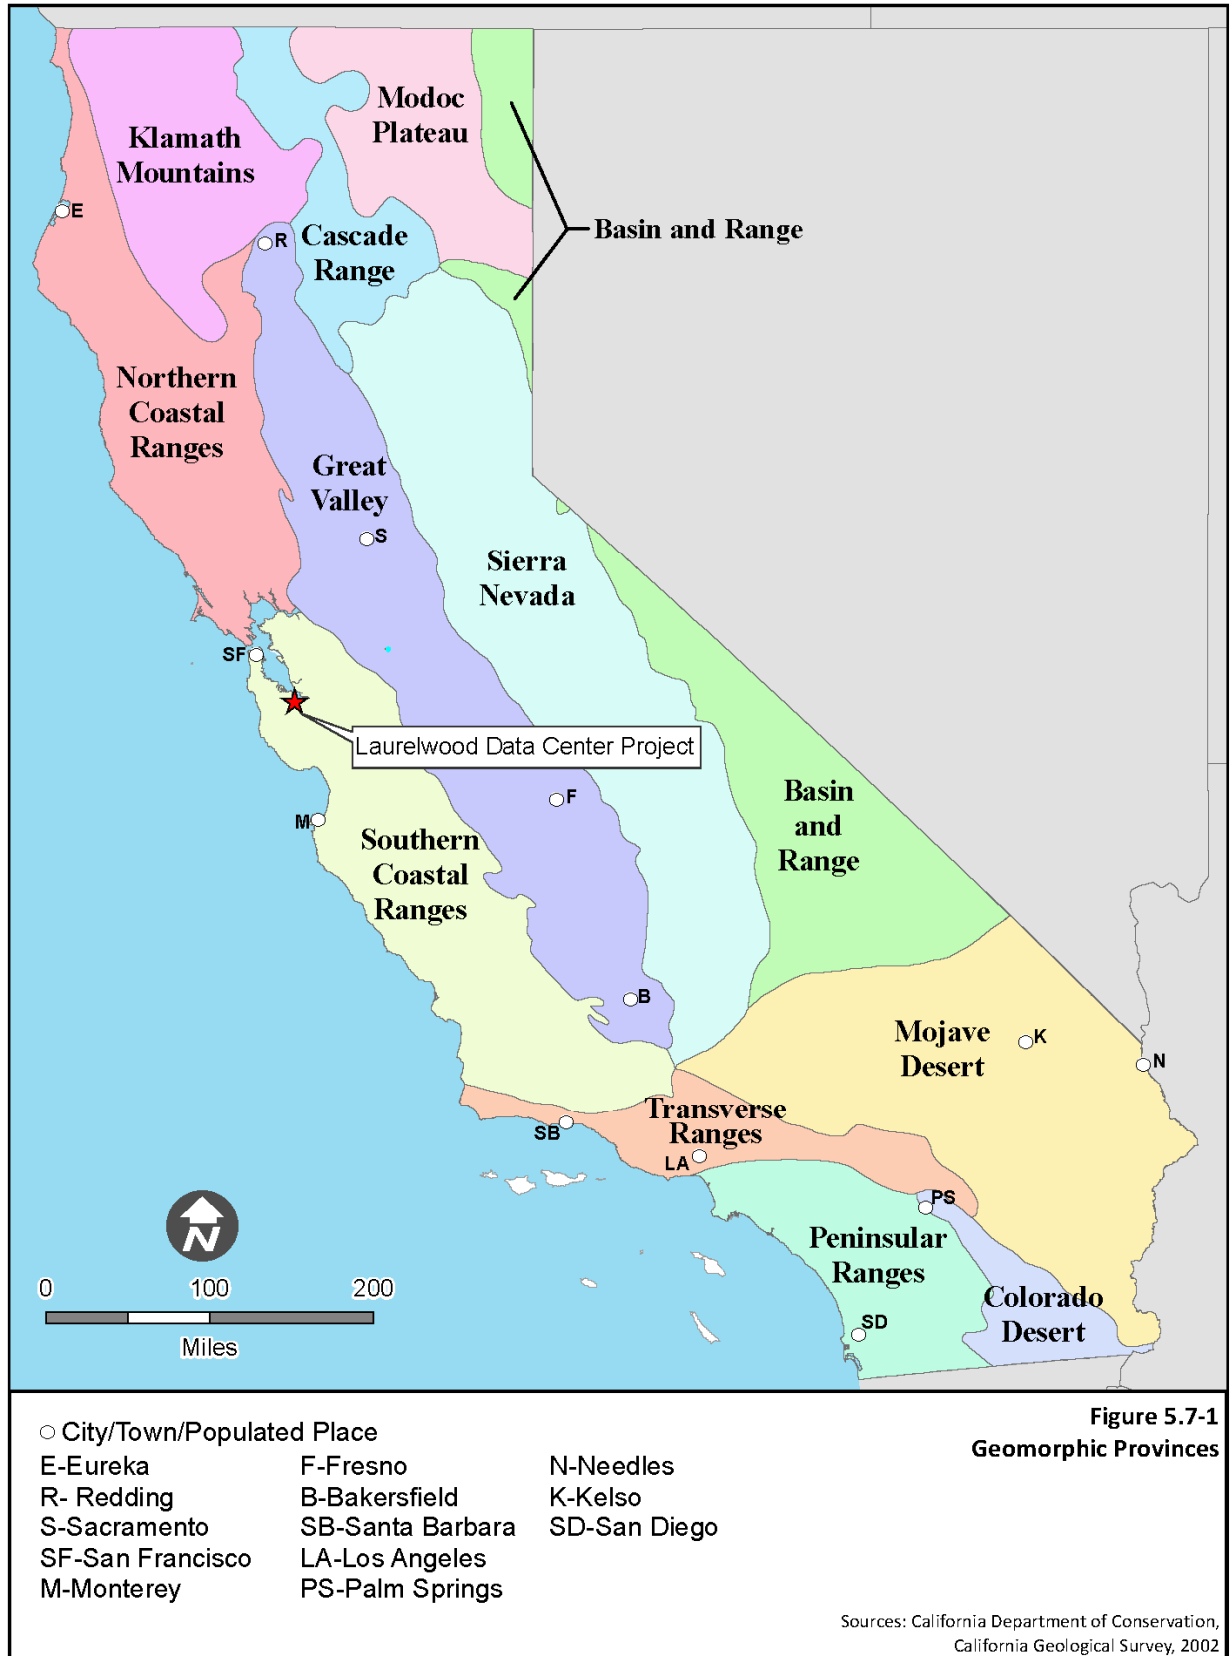 Modoc
Plateau
Klamath
Mountains
E
R
Cascade
Range
Basin and Range
Northern
Coastal
Ranges
Great
Valley
S
Sierra
Nevada
SF
Laurelwood Data Center Project
F
M
Southern
Coastal
Ranges
Basin
and
Range
B
Mojave
Desert
K
N
Transverse
Ranges
SB
LA
PS
Peninsular
Ranges
Colorado
Desert
SD
N
0 100 200
Miles
Figure 5.7-1
Geomorphic Provinces
City/Town/Populated Place
E-Eureka
R- Redding
S-Sacramento
SF-San Francisco
M-Monterey
F-Fresno
B-Bakersfield
SB-Santa Barbara
LA-Los Angeles
PS-Palm Springs
N-Needles
K-Kelso
SD-San Diego
Sources: California Department of Conservation,
California Geological Survey, 2002